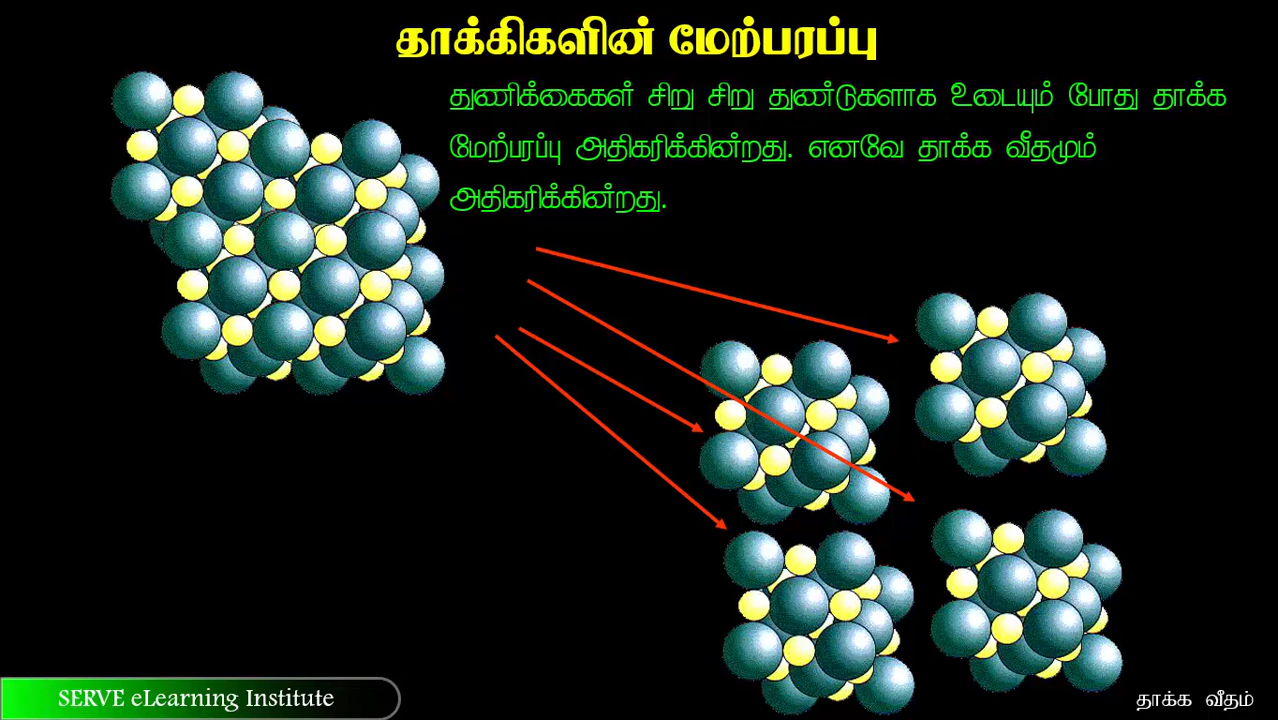 தாக்கிகளின் மேற்பரப்பு
துணிக்கைகள் சிறு சிறு துண்டுகளாக உடையும் போது தாக்க
மேற்பரப்பு அதிகரிக்கின்றது. எனவே தாக்க வீதமும்
அதிகரிக்கின்றது.
SERVE eLearning Institute
தாக்க வீதம்